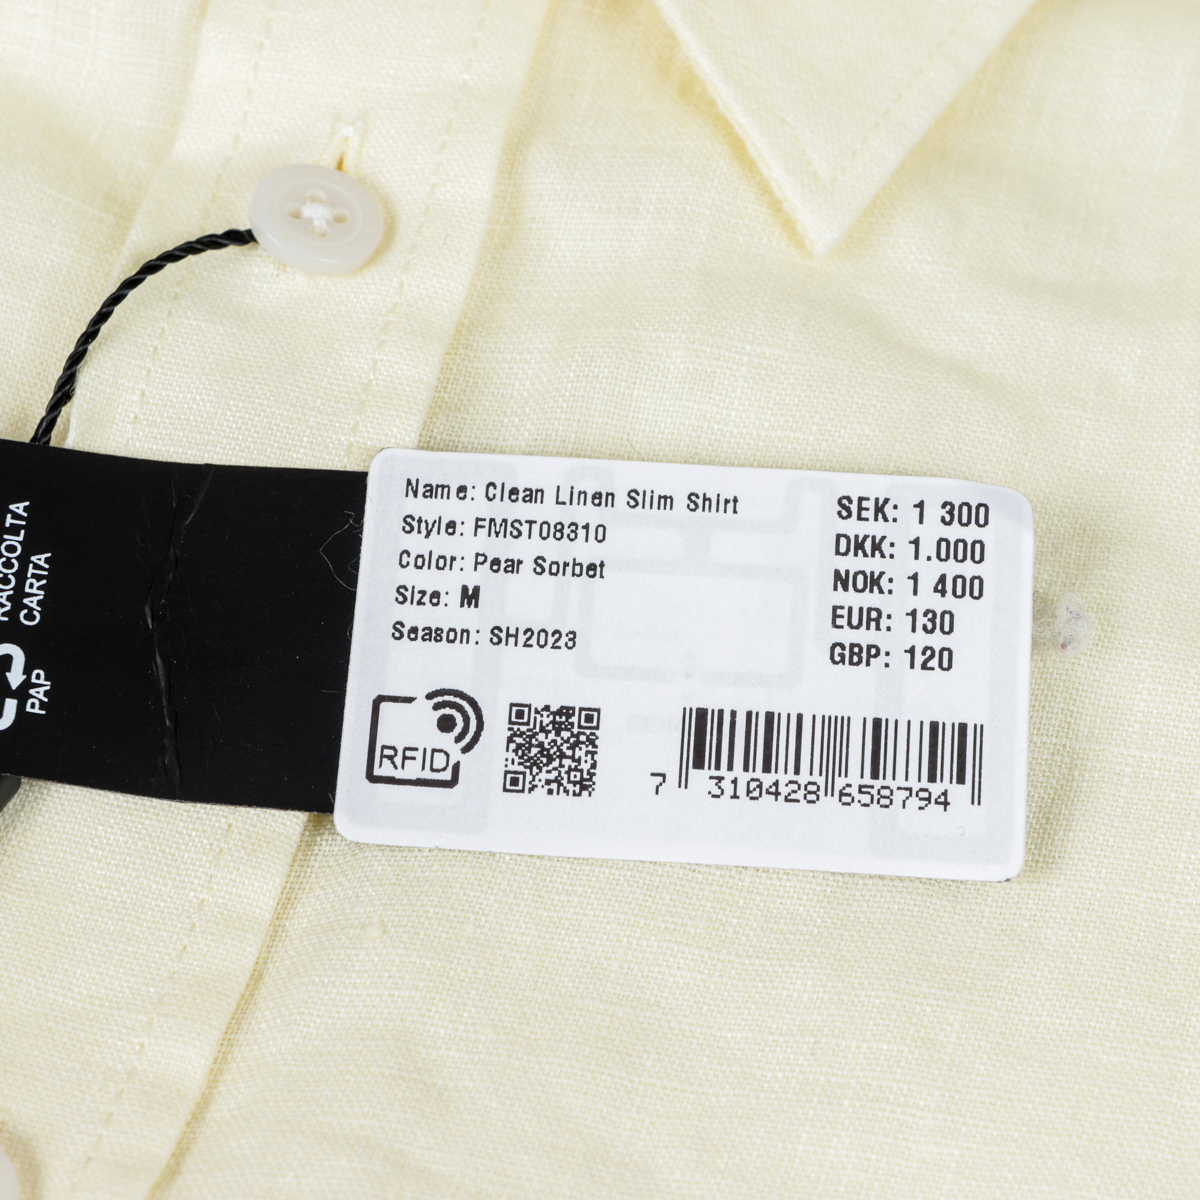 RACCOLTA
CARTA
PAP
Name: Clean Linen Slim Shirt
Style: FMST08310
Color: Pear Sorbet
Size: M
Season: SH2023
SEK: 1 300
DKK: 1.000
NOK: 1 400
EUR: 130
GBP: 120
RFID
7 310428 658794